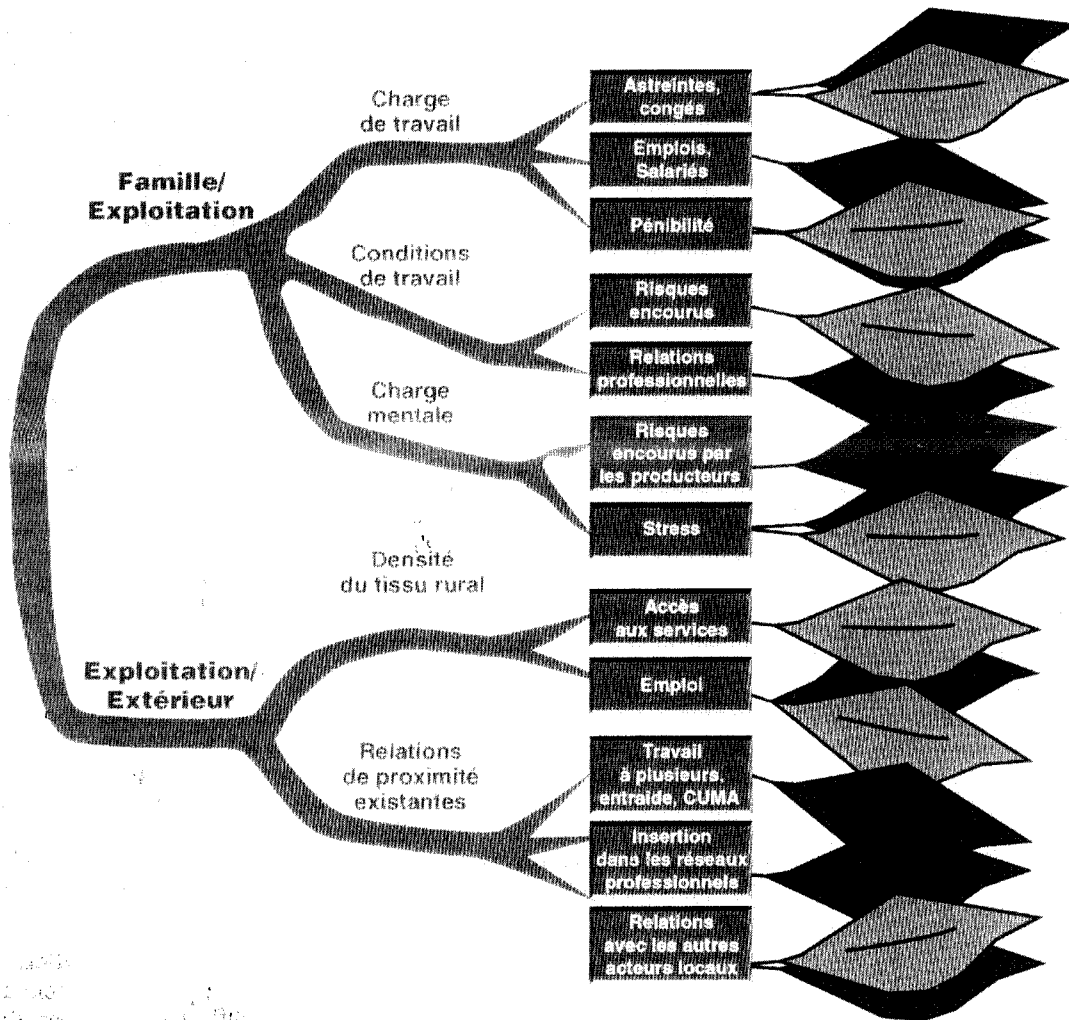 Famille/
Exploitation
Charge
de travail
Astreintes,
congés
Emplois,
Salariés
Pénibilité
Conditions
de travail
Risques
encourus
Relations
professionnelles
Charge
mentale
Risques
encourus par
les producteurs
Stress
Exploitation/
Extérieur
Densité
du tissu rural
Accès
aux services
Emploi
Relations
de proximité
existantes
Travail
à plusieurs,
entraide, CUMA
Insertion
dans les réseaux
professionnels
Relations
avec les autres
acteurs locaux